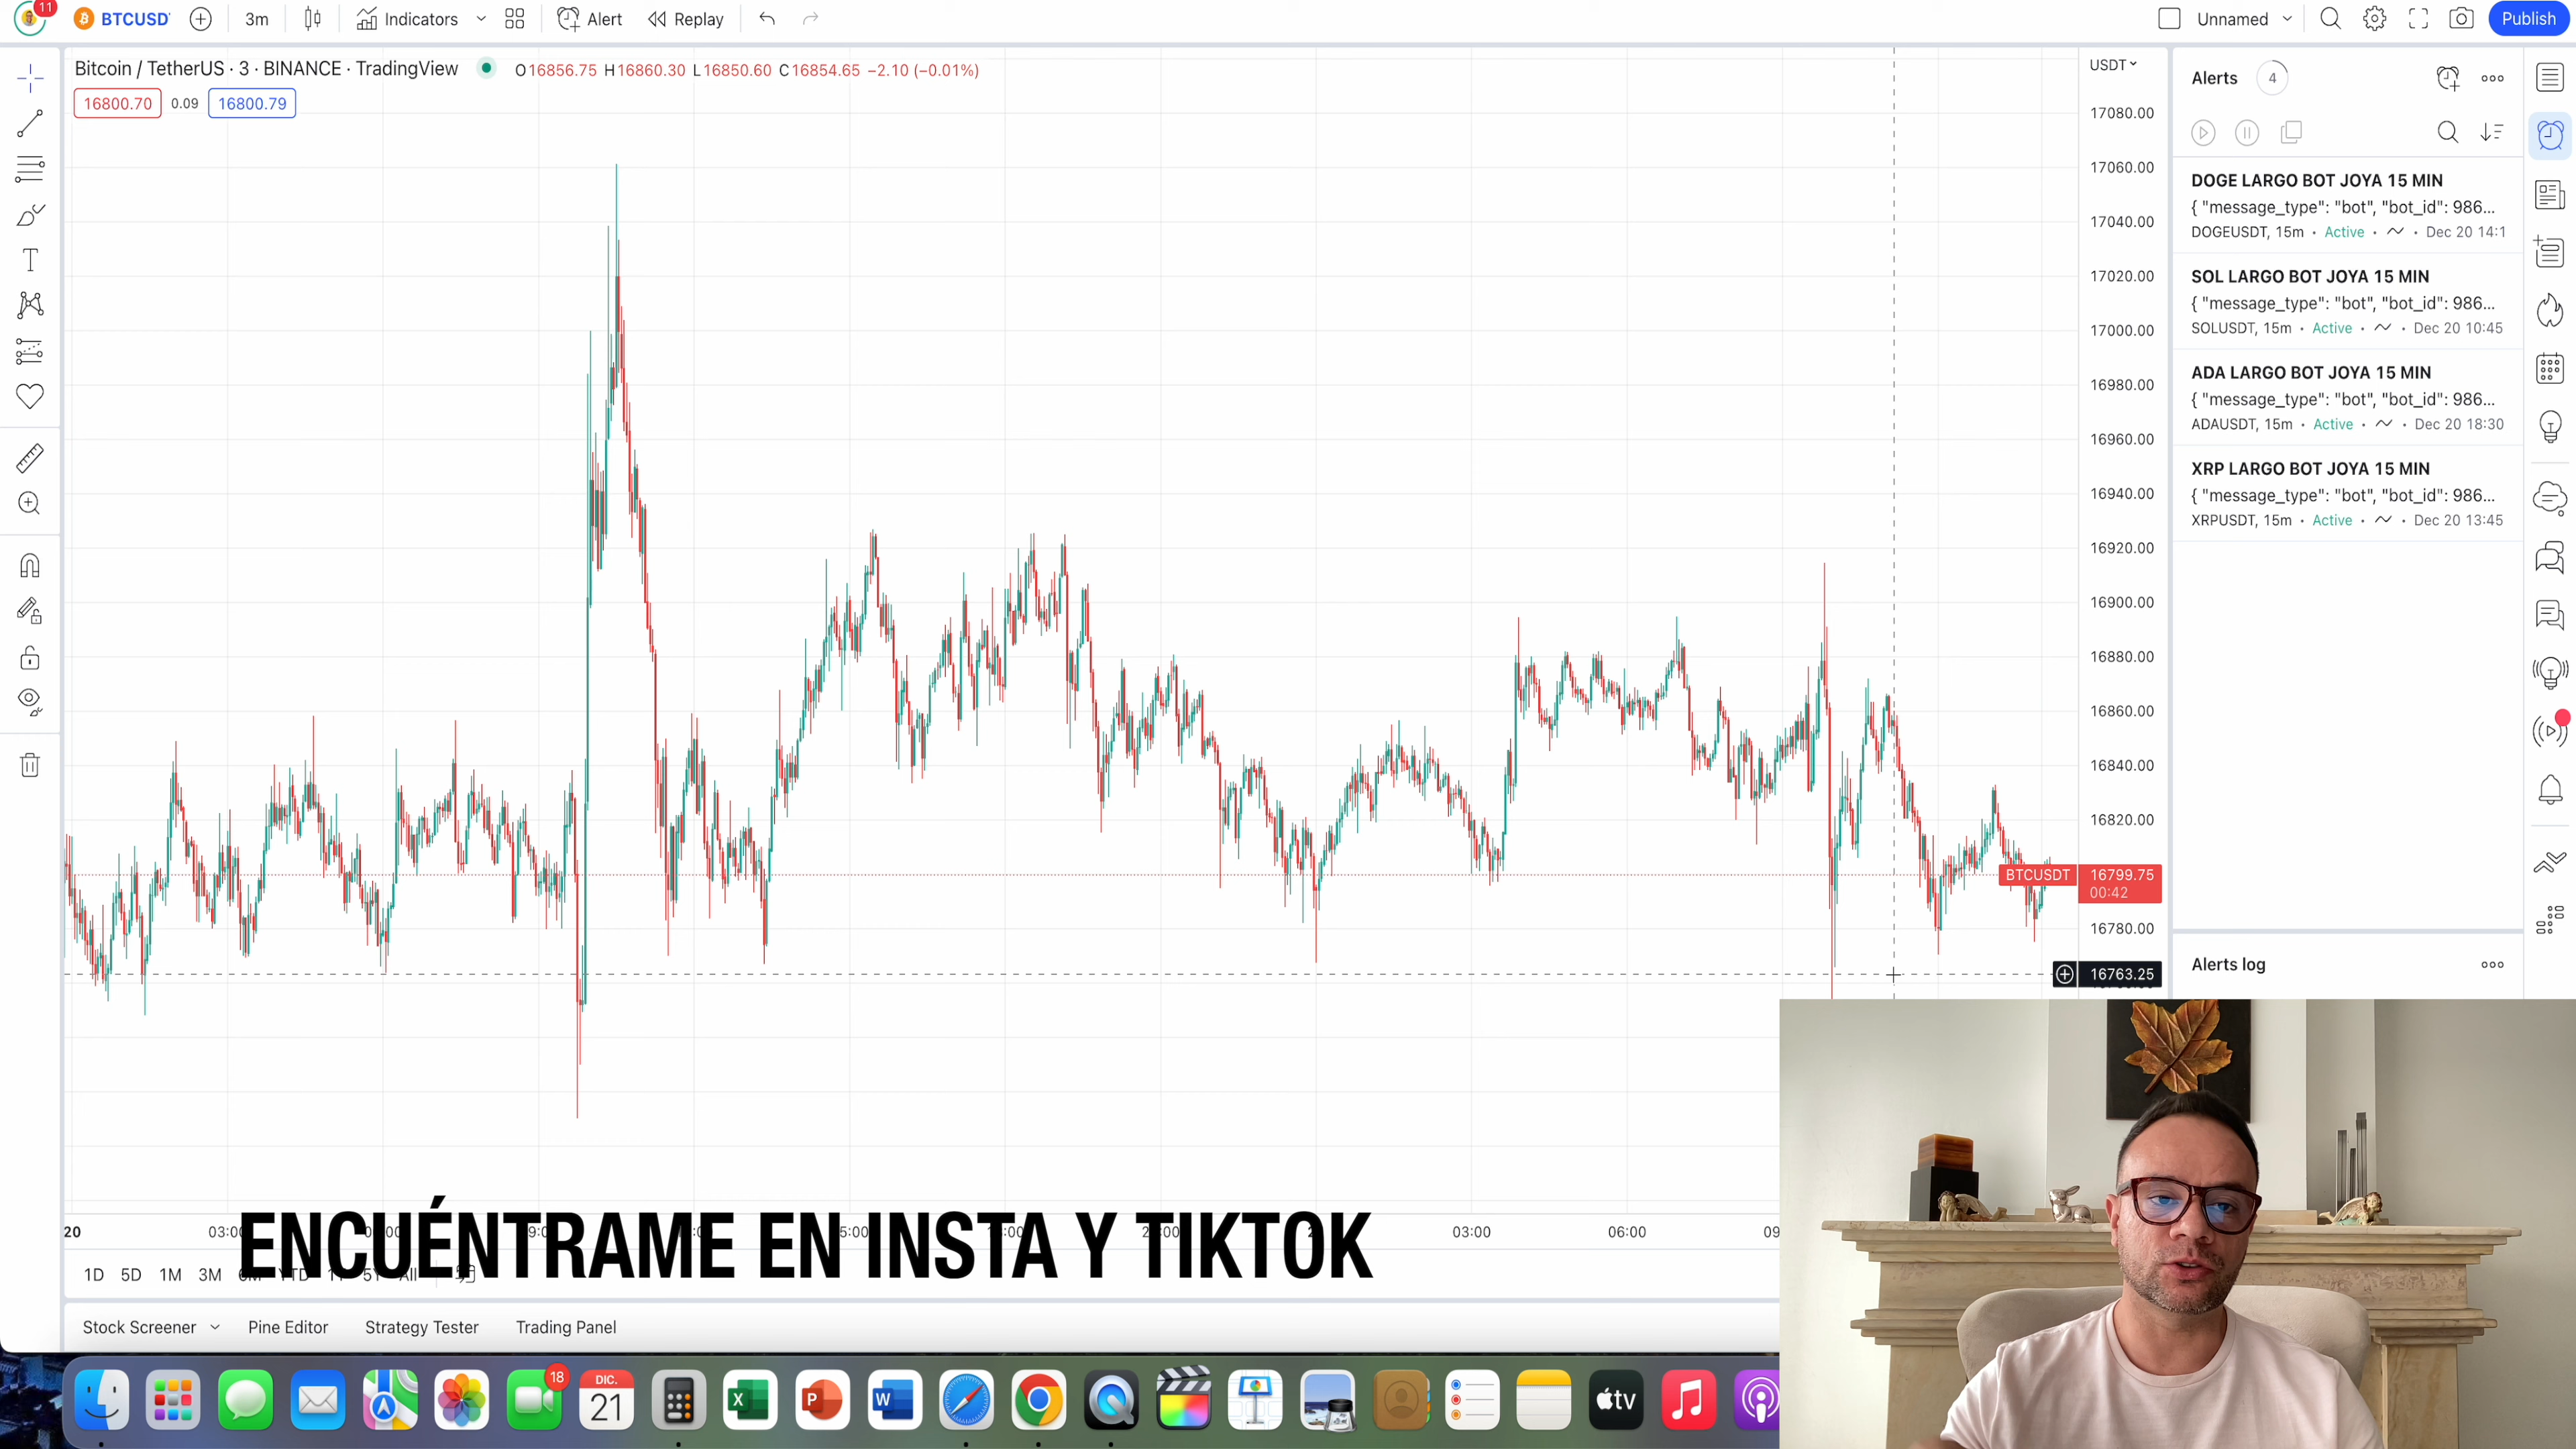 11
BTCUSD
3m
Indicators
Alert
Replay
Unnamed
Publish
Bitcoin / TetherUS · 3 · BINANCE · TradingView
O16856.75 H16860.30 L16850.60 C16854.65 −2.10 (−0.01%)
16800.70 0.09 16800.79
USDT
17080.00
17060.00
17040.00
17020.00
17000.00
16980.00
16960.00
16940.00
16920.00
16900.00
16880.00
16860.00
16840.00
16820.00
BTCUSDT 16799.75
00:42
16780.00
16763.25
Alerts 4
DOGE LARGO BOT JOYA 15 MIN
{ "message_type": "bot", "bot_id": 986...
DOGEUSDT, 15m · Active · Dec 20 14:1
SOL LARGO BOT JOYA 15 MIN
{ "message_type": "bot", "bot_id": 986...
SOLUSDT, 15m · Active · Dec 20 10:45
ADA LARGO BOT JOYA 15 MIN
{ "message_type": "bot", "bot_id": 986...
ADAUSDT, 15m · Active · Dec 20 18:30
XRP LARGO BOT JOYA 15 MIN
{ "message_type": "bot", "bot_id": 986...
XRPUSDT, 15m · Active · Dec 20 13:45
Alerts log
20 03:00 03:00 06:00 09
ENCUÉNTRAME EN INSTA Y TIKTOK
1D 5D 1M 3M YTD 5Y All
Stock Screener Pine Editor Strategy Tester Trading Panel
18
DIC.
21
X
P
W
tv